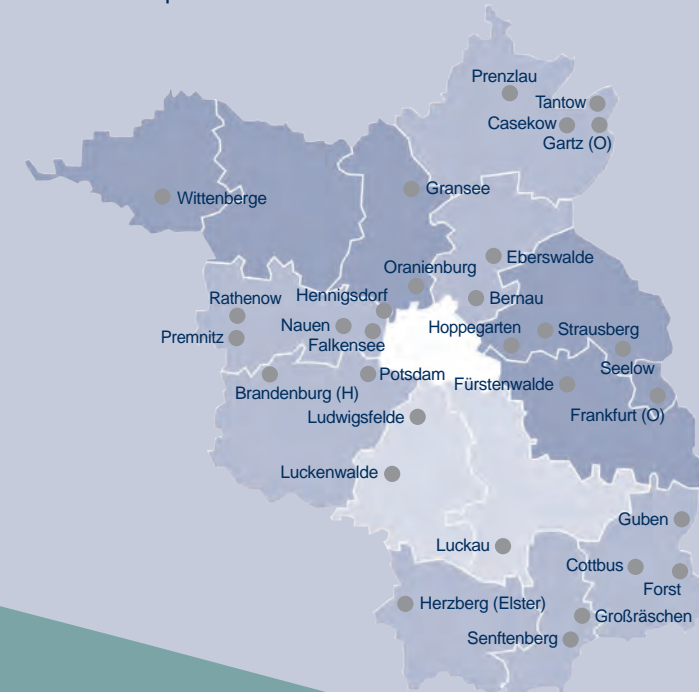 Prenzlau
Tantow
Casekow
Gartz (O)
Gransee
Wittenberge
Eberswalde
Oranienburg
Rathenow
Hennigsdorf
Bernau
Nauen
Hoppegarten
Strausberg
Premnitz
Falkensee
Seelow
Potsdam
Fürstenwalde
Brandenburg (H)
Frankfurt (O)
Ludwigsfelde
Luckenwalde
Guben
Luckau
Cottbus
Forst
Herzberg (Elster)
Großräschen
Senftenberg